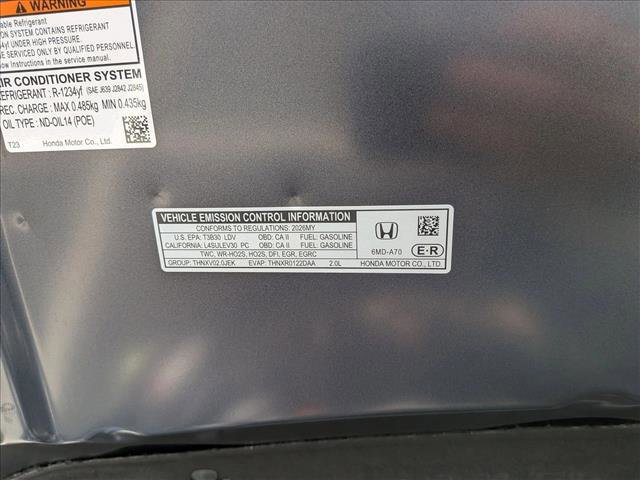 WARNING
able Refrigerant
ON SYSTEM CONTAINS REFRIGERANT
34yf UNDER HIGH PRESSURE.
BE SERVICED ONLY BY QUALIFIED PERSONNEL.
llow instructions in the service manual.
IR CONDITIONER SYSTEM
REFRIGERANT : R-1234yf (SAE J639 J2842 J2845)
REC. CHARGE : MAX 0.485kg MIN 0.435kg
OIL TYPE : ND-OIL14 (POE)
T23 Honda Motor Co., Ltd.
VEHICLE EMISSION CONTROL INFORMATION
CONFORMS TO REGULATIONS: 2026MY
U.S. EPA: T3B30 LDV OBD: CA II FUEL: GASOLINE
CALIFORNIA: L4SULEV30 PC OBD: CA II FUEL: GASOLINE
TWC, WR-HO2S, HO2S, DFI, EGR, EGRC
GROUP: THNXV02.0JEK EVAP: THNXR0122DAA 2.0L
6MD-A70 E·R
HONDA MOTOR CO., LTD.